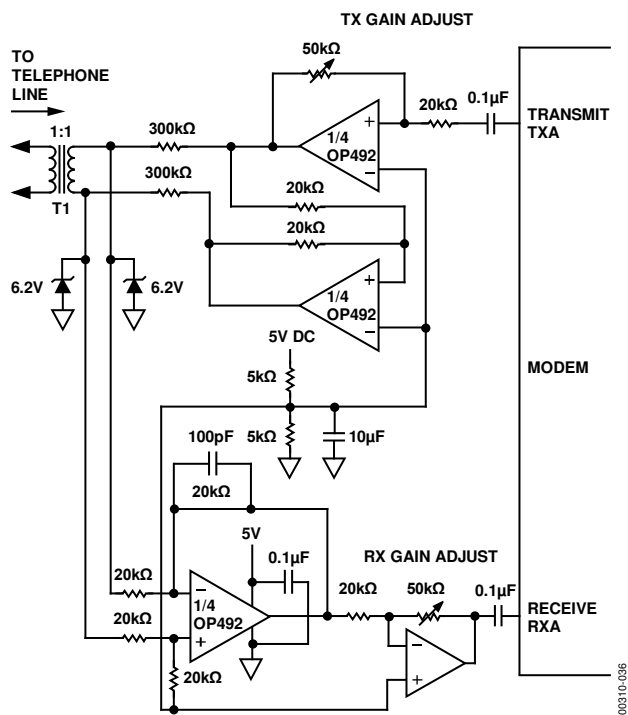 TX GAIN ADJUST
50kΩ
TO
TELEPHONE
LINE
1:1
T1
300kΩ
300kΩ
+
1/4
OP492
−
20kΩ
0.1µF
TRANSMIT
TXA
20kΩ
20kΩ
6.2V
6.2V
+
1/4
OP492
−
5V DC
5kΩ
5kΩ
10µF
MODEM
100pF
20kΩ
5V
0.1µF
20kΩ
20kΩ
−
1/4
OP492
+
20kΩ
RX GAIN ADJUST
20kΩ
50kΩ
0.1µF
−
+
RECEIVE
RXA
00310-036